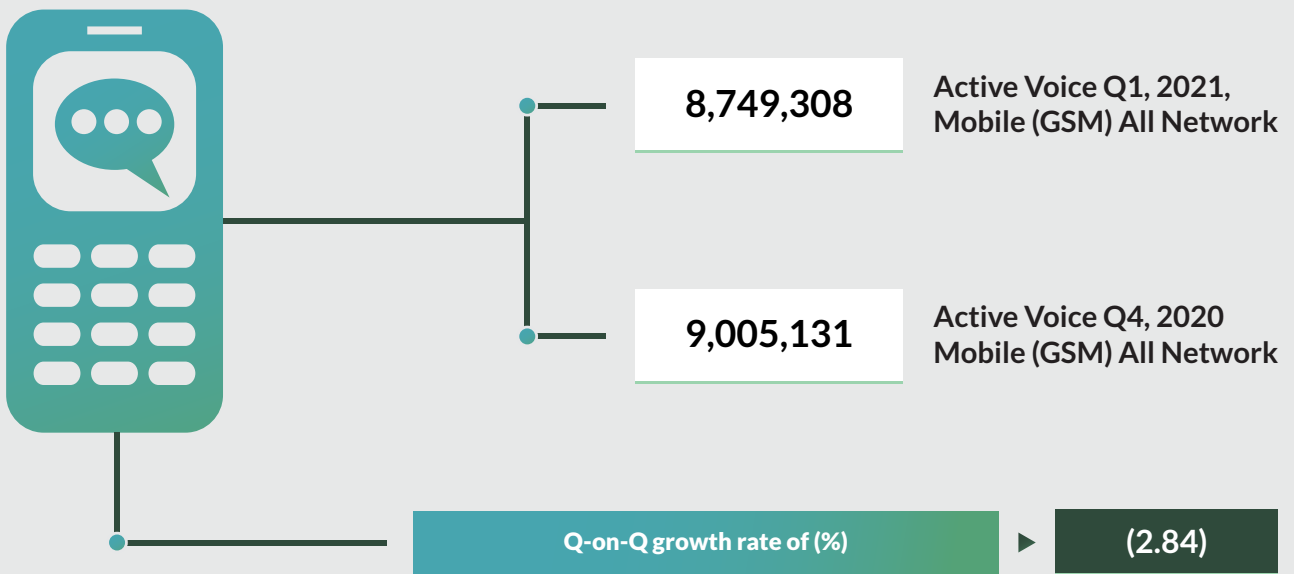 8,749,308
Active Voice Q1, 2021,
Mobile (GSM) All Network
9,005,131
Active Voice Q4, 2020
Mobile (GSM) All Network
Q-on-Q growth rate of (%)
(2.84)